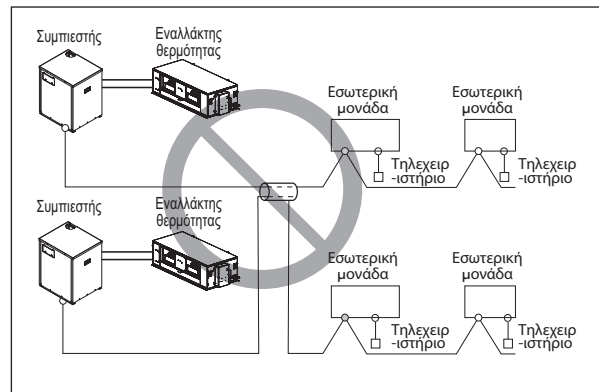 Συμπιεστής
Εναλλάκτης
θερμότητας
Εσωτερική
μονάδα
Εσωτερική
μονάδα
Τηλεχειρ
-ιστήριο
Τηλεχειρ
-ιστήριο
Συμπιεστής
Εναλλάκτης
θερμότητας
Εσωτερική
μονάδα
Εσωτερική
μονάδα
Τηλεχειρ
-ιστήριο
Τηλεχειρ
-ιστήριο